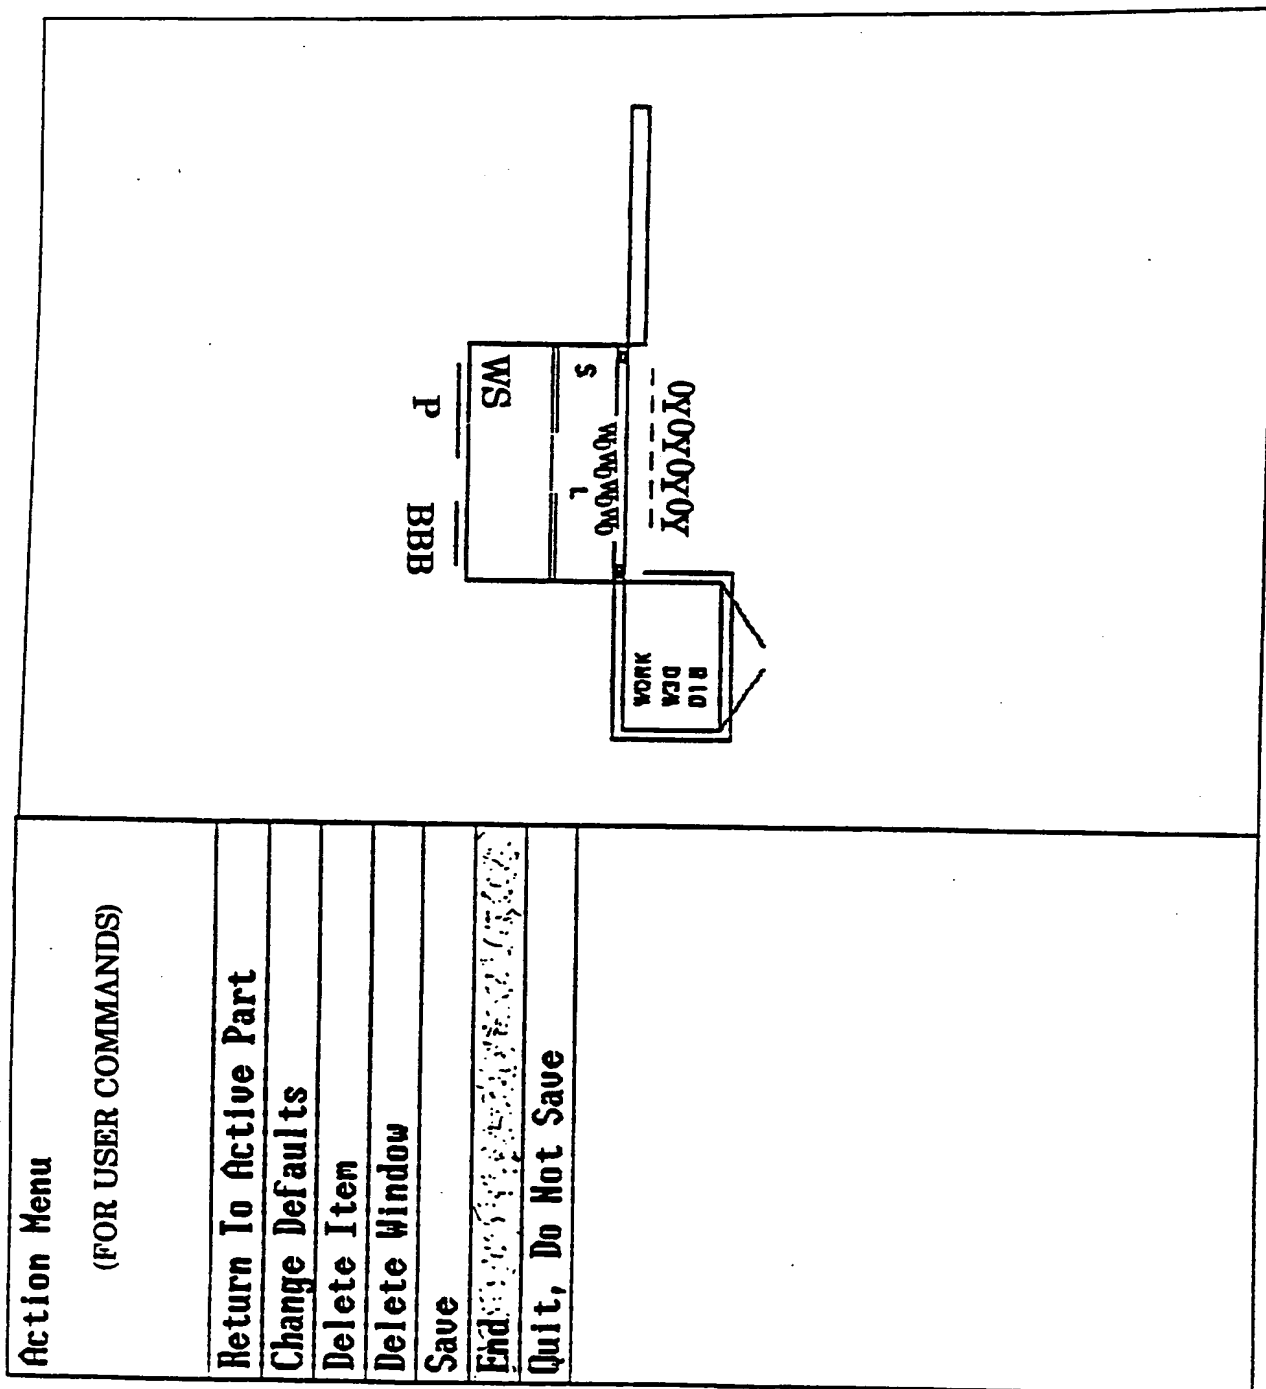 Action Menu
(FOR USER COMMANDS)
Return To Active Part
Change Defaults
Delete Item
Delete Window
Save
End
Quit, Do Not Save
BBB
P
WS
S
L
WORK
OYOYOYOY